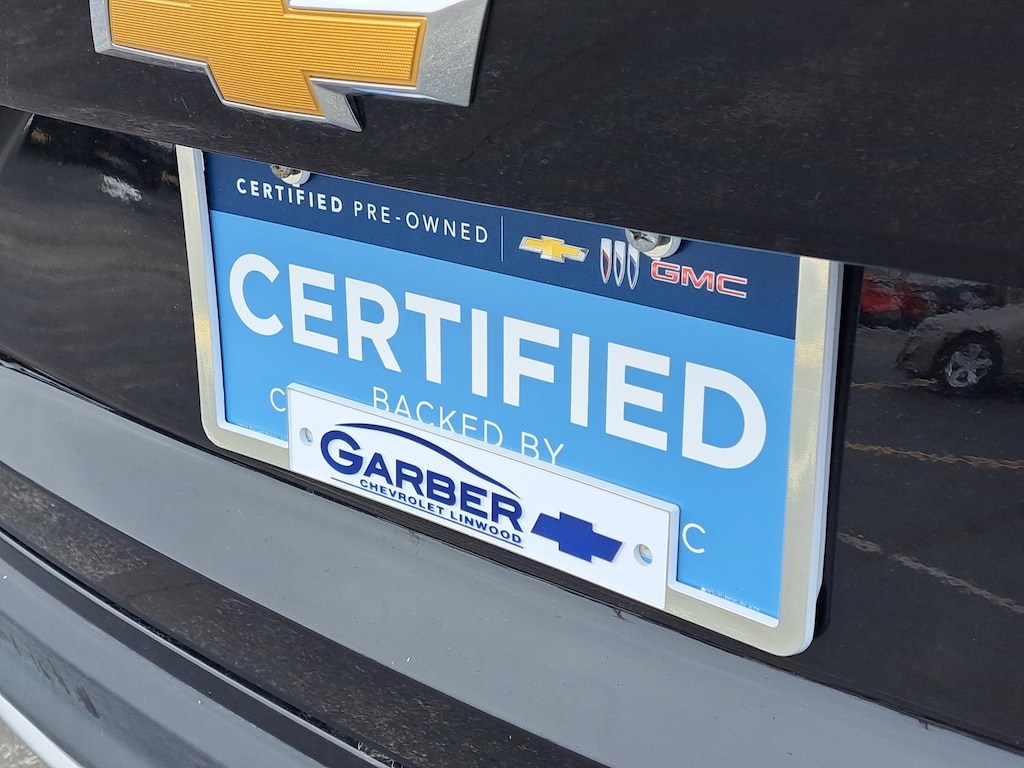 CERTIFIED PRE-OWNED
GMC
CERTIFIED
BACKED BY
C
C
GARBER
CHEVROLET LINWOOD